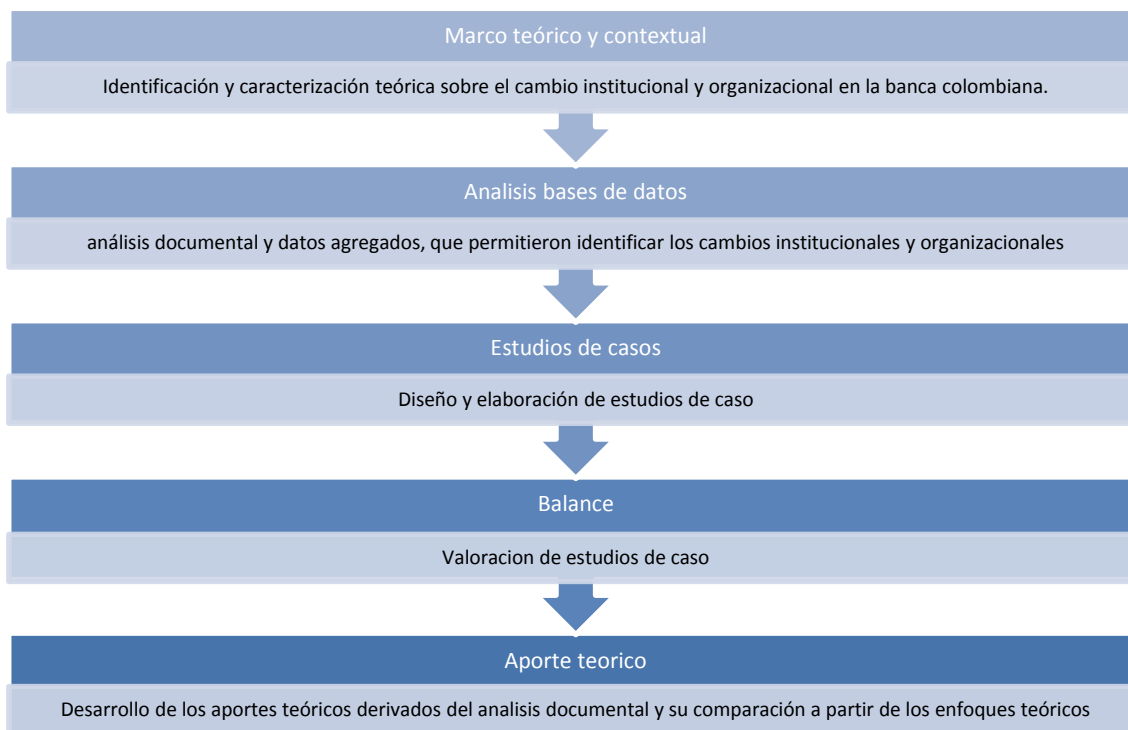 Marco teórico y contextual
Identificación y caracterización teórica sobre el cambio institucional y organizacional en la banca colombiana.
Analisis bases de datos
análisis documental y datos agregados, que permitieron identificar los cambios institucionales y organizacionales
Estudios de casos
Diseño y elaboración de estudios de caso
Balance
Valoracion de estudios de caso
Aporte teorico
Desarrollo de los aportes teóricos derivados del analisis documental y su comparación a partir de los enfoques teóricos